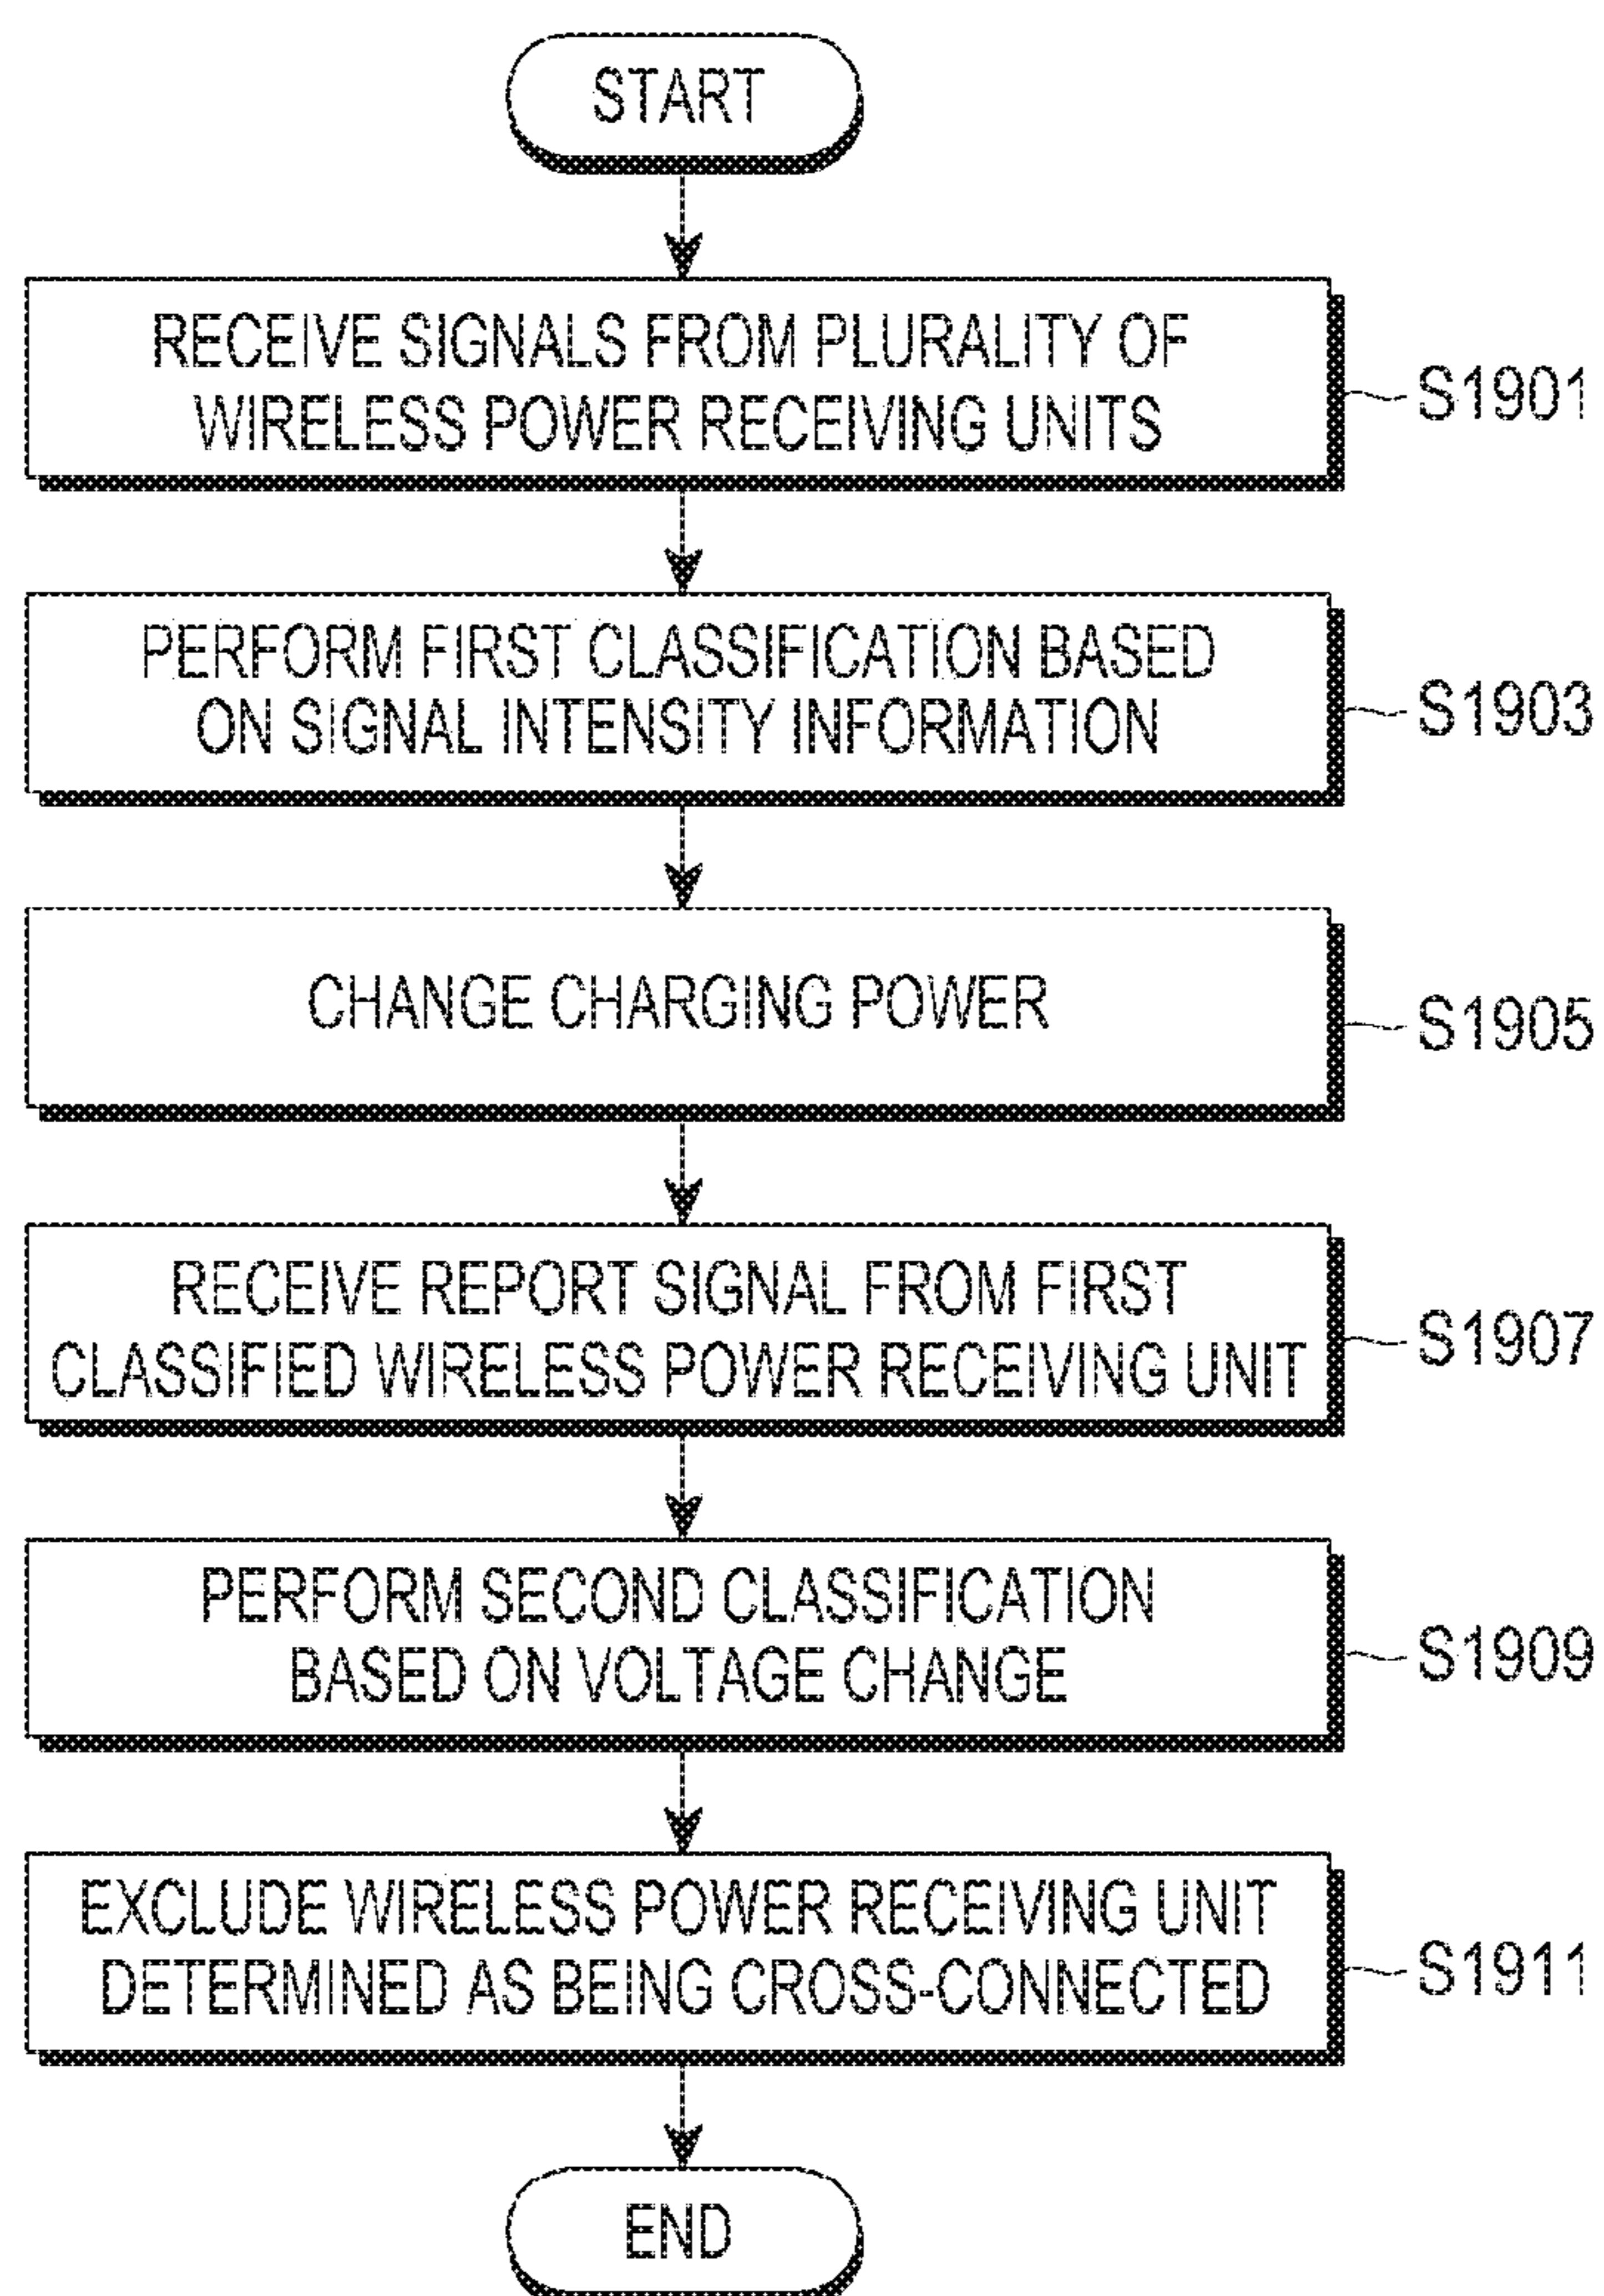 START
RECEIVE SIGNALS FROM PLURALITY OF
WIRELESS POWER RECEIVING UNITS
S1901
PERFORM FIRST CLASSIFICATION BASED
ON SIGNAL INTENSITY INFORMATION
S1903
CHANGE CHARGING POWER
S1905
RECEIVE REPORT SIGNAL FROM FIRST
CLASSIFIED WIRELESS POWER RECEIVING UNIT
S1907
PERFORM SECOND CLASSIFICATION
BASED ON VOLTAGE CHANGE
S1909
EXCLUDE WIRELESS POWER RECEIVING UNIT
DETERMINED AS BEING CROSS-CONNECTED
S1911
END